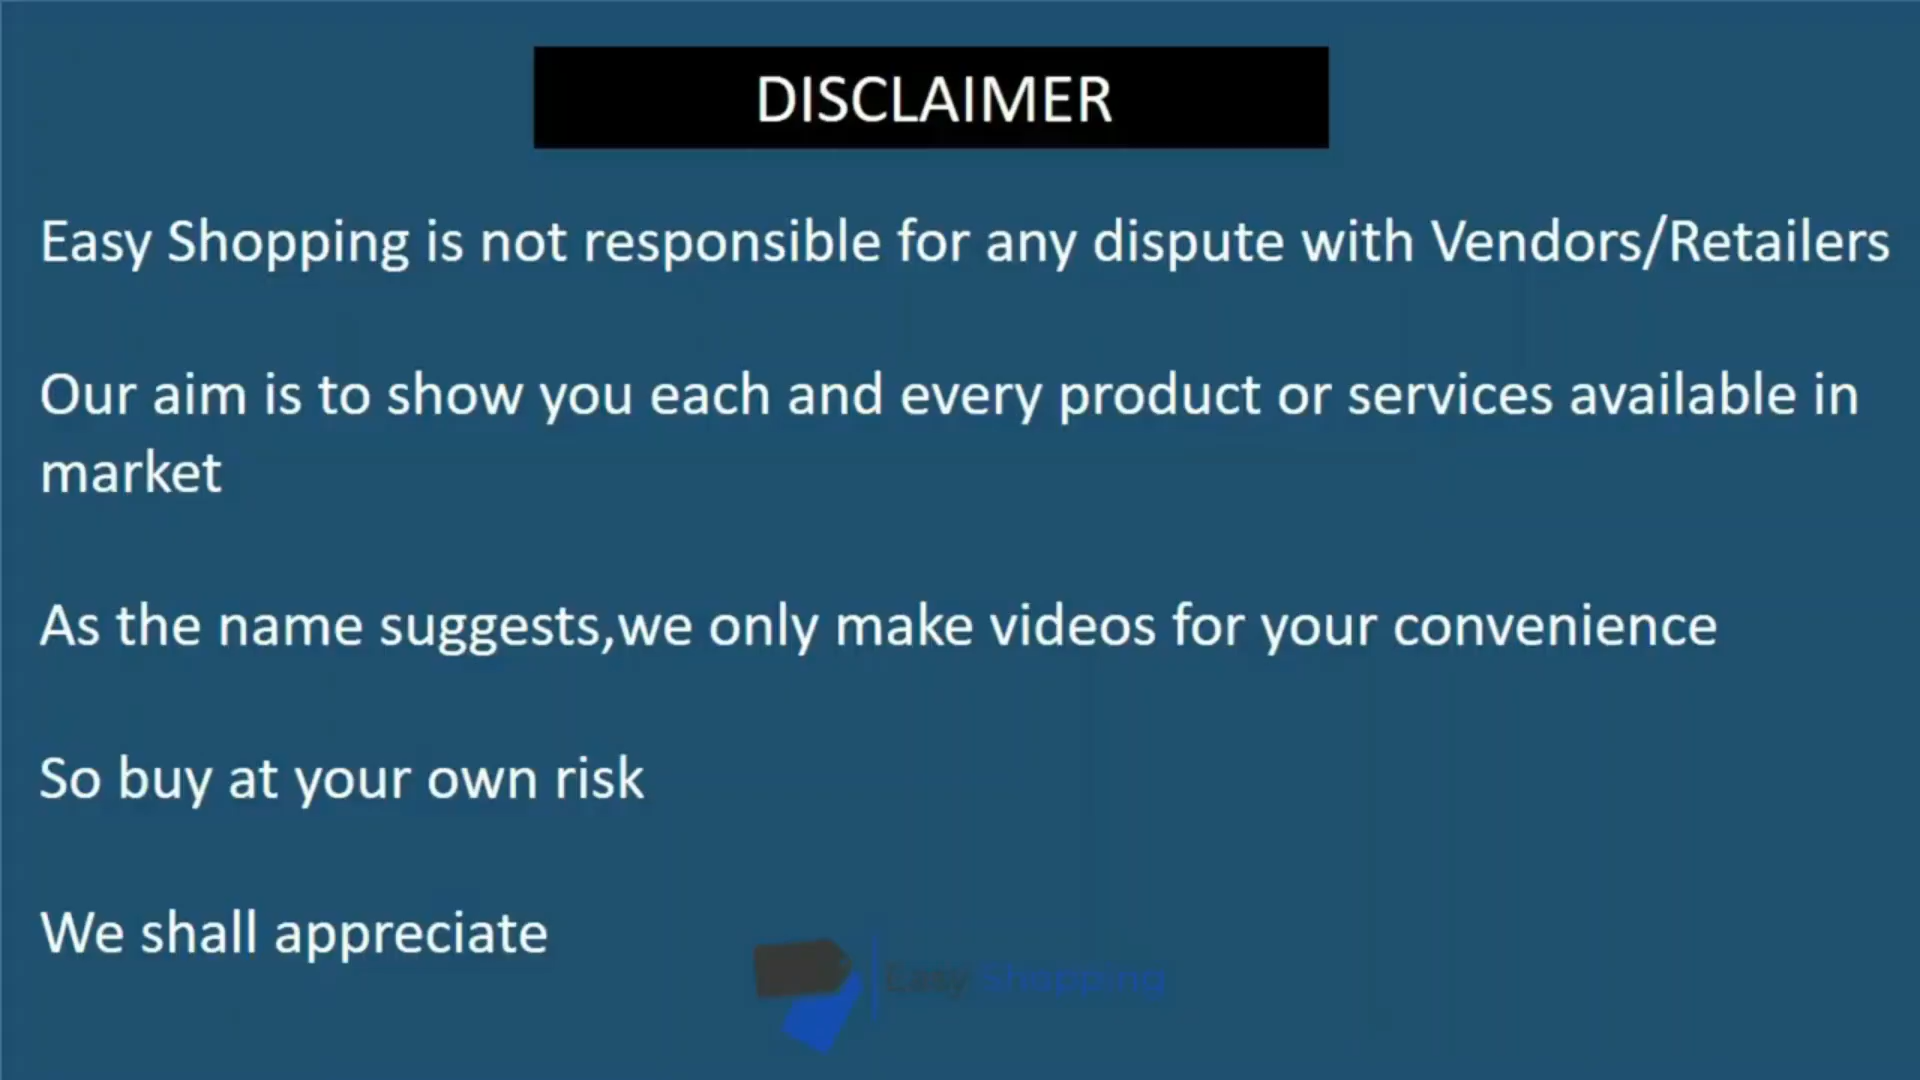 DISCLAIMER
Easy Shopping is not responsible for any dispute with Vendors/Retailers
Our aim is to show you each and every product or services available in
market
As the name suggests,we only make videos for your convenience
So buy at your own risk
We shall appreciate
Easy Shopping